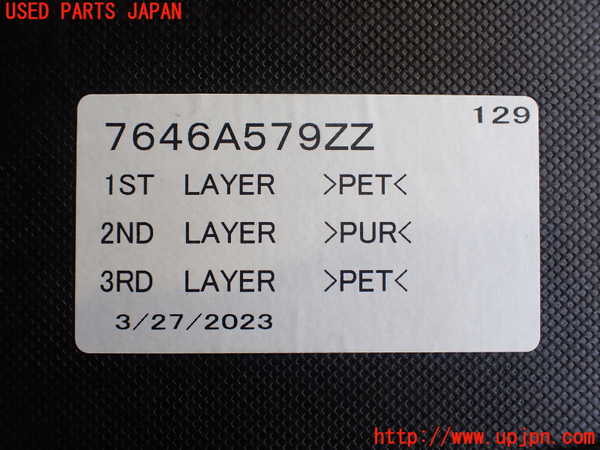 USED PARTS JAPAN
129
7646A579ZZ
1ST LAYER >PET<
2ND LAYER >PUR<
3RD LAYER >PET<
3/27/2023
http://www.upjpn.com/